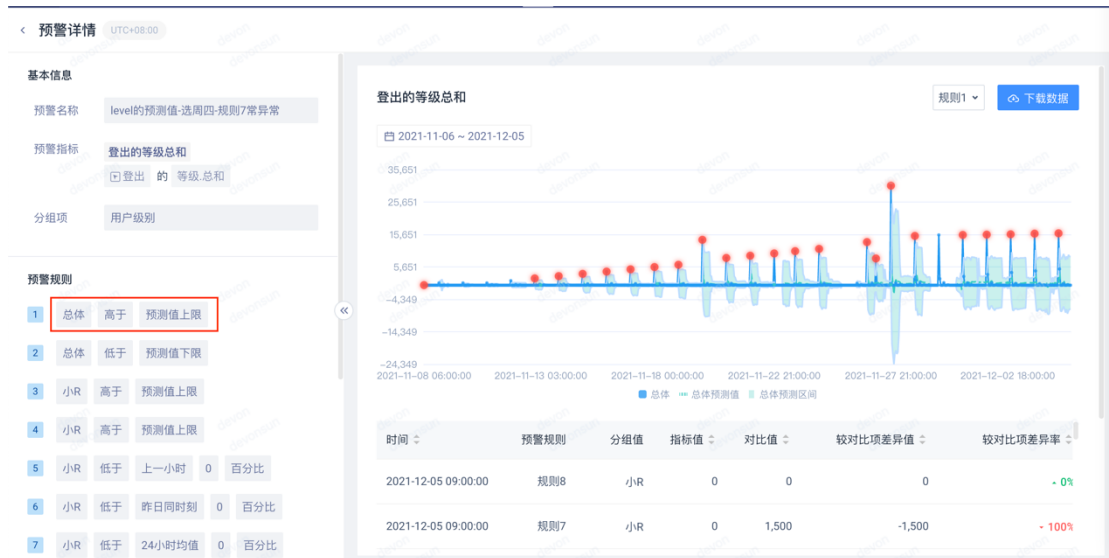 预警详情 UTC+08:00
基本信息
预警名称 level的预测值-选周四-规则7常异常
预警指标 登出的等级总和
登出 的 等级.总和
分组项 用户级别
预警规则
1 总体 高于 预测值上限
2 总体 低于 预测值下限
3 小R 高于 预测值上限
4 小R 高于 预测值上限
5 小R 低于 上一小时 0 百分比
6 小R 低于 昨日同时刻 0 百分比
7 小R 低于 24小时均值 0 百分比
登出的等级总和 规则1 下载数据
2021-11-06 ~ 2021-12-05
35,651
25,651
15,651
5,651
-4,349
-14,349
-24,349
2021-11-08 06:00:00 2021-11-13 03:00:00 2021-11-18 00:00:00 2021-11-22 21:00:00 2021-11-27 21:00:00 2021-12-02 18:00:00
总体 总体预测值 总体预测区间
时间 预警规则 分组值 指标值 对比值 较对比项差异值 较对比项差异率
2021-12-05 09:00:00 规则8 小R 0 0 0 - 0%
2021-12-05 09:00:00 规则7 小R 0 1,500 -1,500 - 100%
devonsun